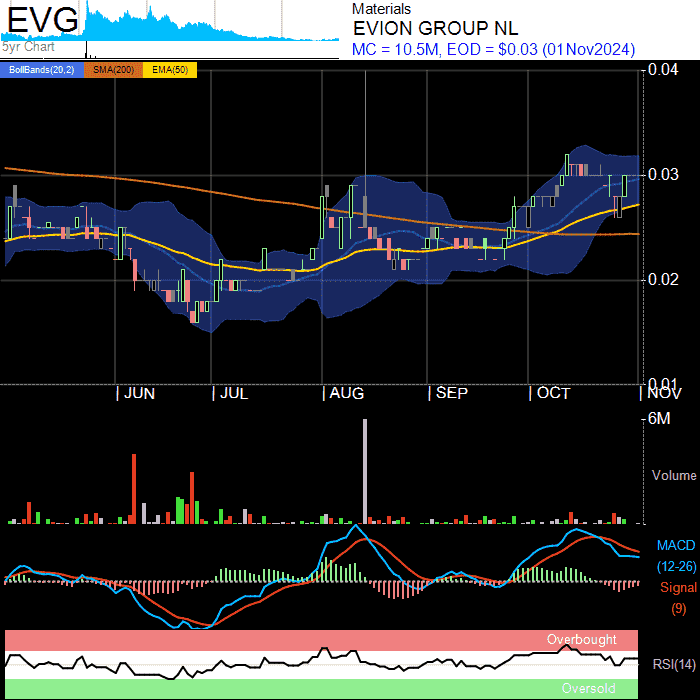 EVG
5yr Chart
Materials
EVION GROUP NL
MC = 10.5M, EOD = $0.03 (01Nov2024)
BollBands(20,2) SMA(200) EMA(50)
0.04
0.03
0.02
0.01
JUN JUL AUG SEP OCT NOV
6M
Volume
MACD
(12-26)
Signal
(9)
Overbought
RSI(14)
Oversold